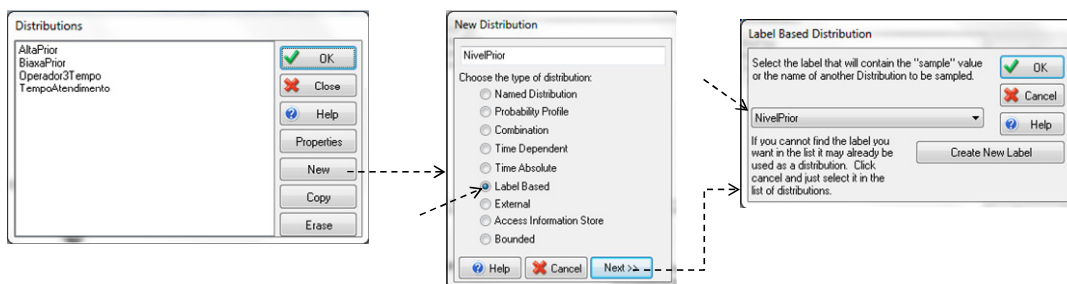 Distributions
AltaPrior
BiaxaPrior
Operador3Tempo
TempoAtendimento
OK
Close
Help
Properties
New
Copy
Erase
New Distribution
NivelPrior
Choose the type of distribution:
Named Distribution
Probability Profile
Combination
Time Dependent
Time Absolute
Label Based
External
Access Information Store
Bounded
Help
Cancel
Next >>
Label Based Distribution
Select the label that will contain the "sample" value
or the name of another Distribution to be sampled.
OK
Cancel
Help
NivelPrior
If you cannot find the label you
want in the list it may already be
used as a distribution. Click
cancel and just select it in the
list of distributions.
Create New Label